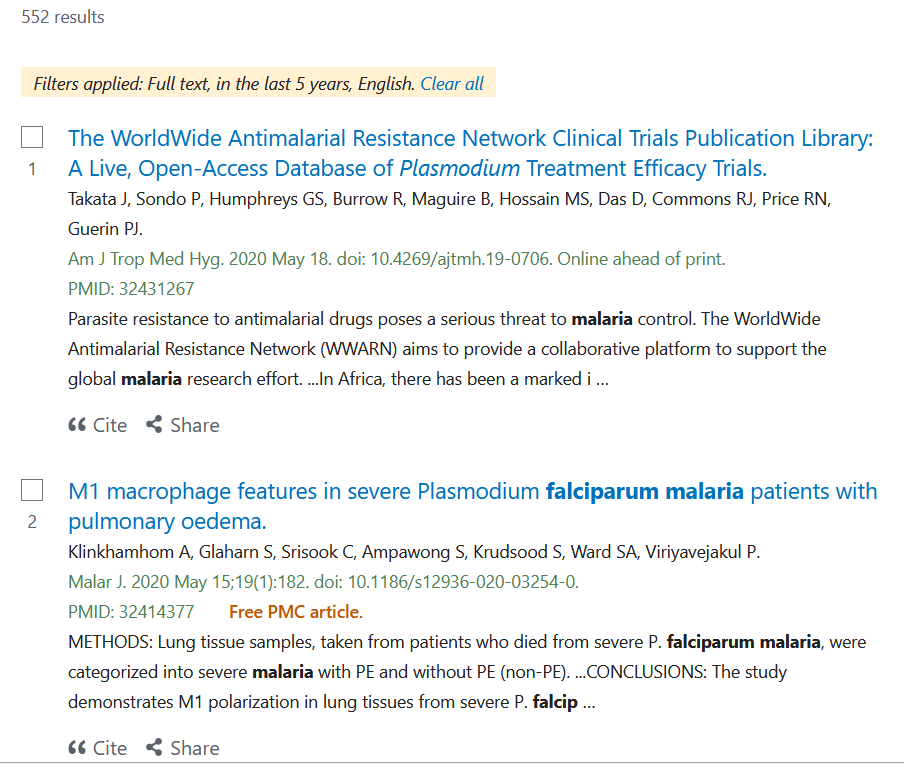 552 results
Filters applied: Full text, in the last 5 years, English. Clear all
The WorldWide Antimalarial Resistance Network Clinical Trials Publication Library:
1
A Live, Open-Access Database of Plasmodium Treatment Efficacy Trials.
Takata J, Sondo P, Humphreys GS, Burrow R, Maguire B, Hossain MS, Das D, Commons RJ, Price RN,
Guerin PJ.
Am J Trop Med Hyg. 2020 May 18. doi: 10.4269/ajtmh.19-0706. Online ahead of print.
PMID: 32431267
Parasite resistance to antimalarial drugs poses a serious threat to malaria control. The WorldWide
Antimalarial Resistance Network (WWARN) aims to provide a collaborative platform to support the
global malaria research effort. ...In Africa, there has been a marked i ...
Cite Share
M1 macrophage features in severe Plasmodium falciparum malaria patients with
2
pulmonary oedema.
Klinkhamhom A, Glaharn S, Srisook C, Ampawong S, Krudsood S, Ward SA, Viriyavejakul P.
Malar J. 2020 May 15;19(1):182. doi: 10.1186/s12936-020-03254-0.
PMID: 32414377 Free PMC article.
METHODS: Lung tissue samples, taken from patients who died from severe P. falciparum malaria, were
categorized into severe malaria with PE and without PE (non-PE). ...CONCLUSIONS: The study
demonstrates M1 polarization in lung tissues from severe P. falcip ...
Cite Share